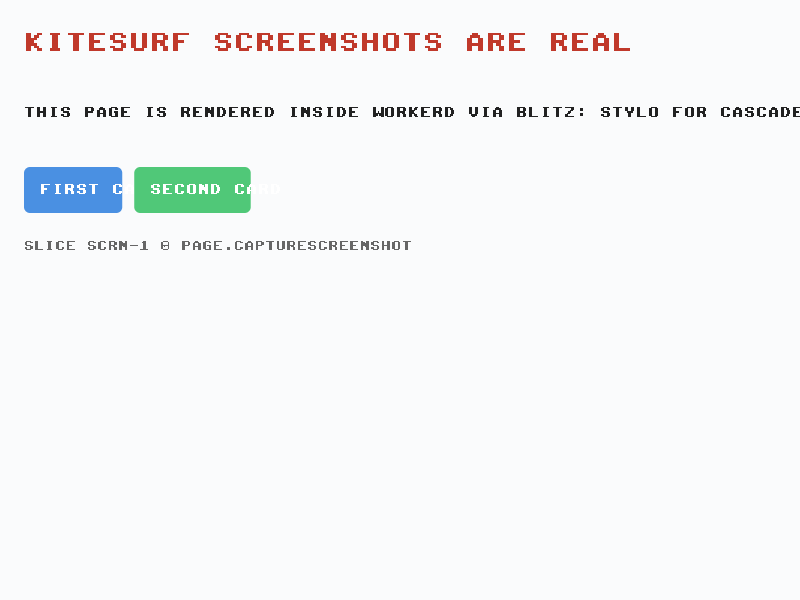 KITESURF SCREENSHOTS ARE REAL
THIS PAGE IS RENDERED INSIDE WORKERD VIA BLITZ: STYLO FOR CASCADE
FIRST C SECOND CARD
SLICE SCRN-1 @ PAGE.CAPTURESCREENSHOT